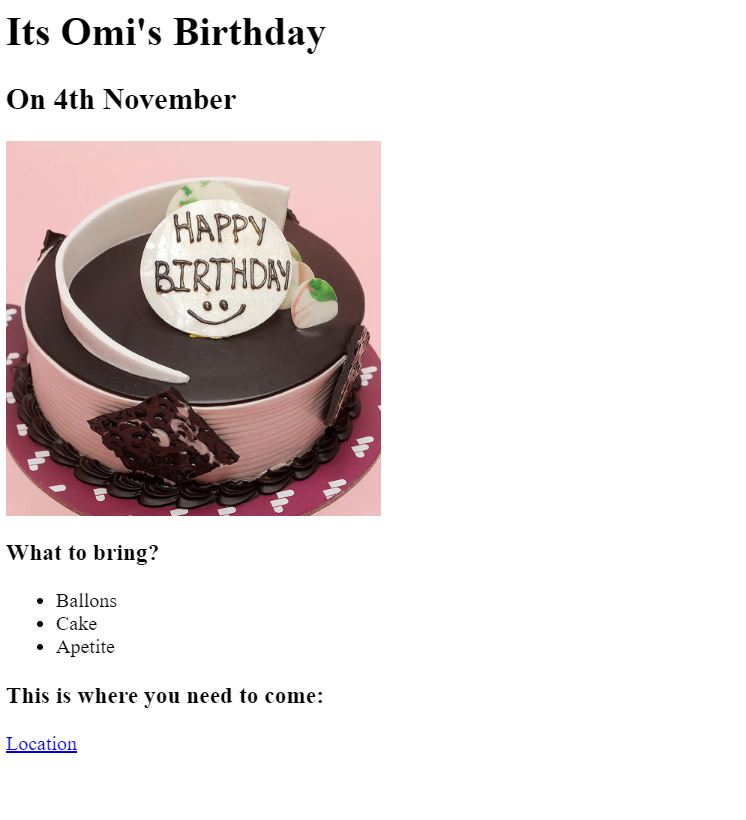 Its Omi's Birthday
On 4th November
HAPPY
BIRTHDAY
What to bring?
Ballons
Cake
Apetite
This is where you need to come:
Location